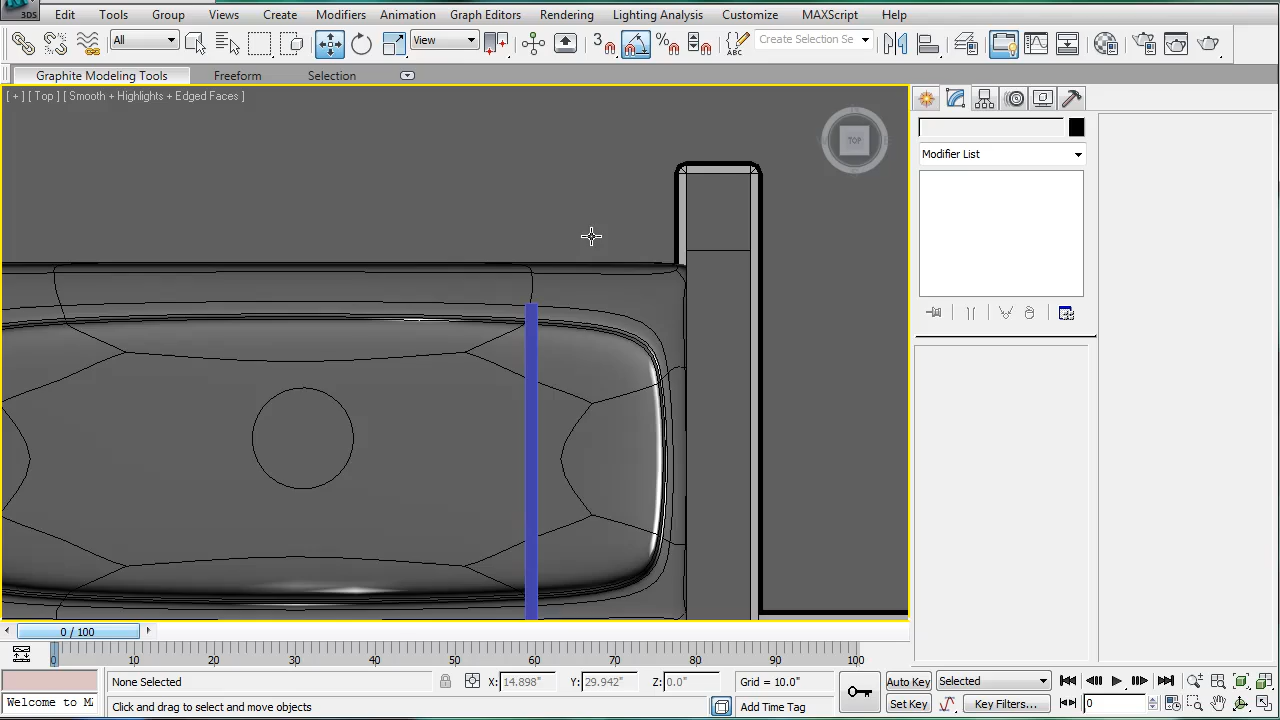 3DS Edit Tools Group Views Create Modifiers Animation Graph Editors Rendering Lighting Analysis Customize MAXScript Help
All View 3 % ABC Create Selection Se
Graphite Modeling Tools Freeform Selection
[ + ] [ Top ] [ Smooth + Highlights + Edged Faces ]
TOP
Modifier List
0 / 100
0 10 20 30 40 50 60 70 80 90 100
None Selected X: 14.898" Y: 29.942" Z: 0.0" Grid = 10.0" Auto Key Selected
Welcome to M Click and drag to select and move objects Add Time Tag Set Key Key Filters... 0